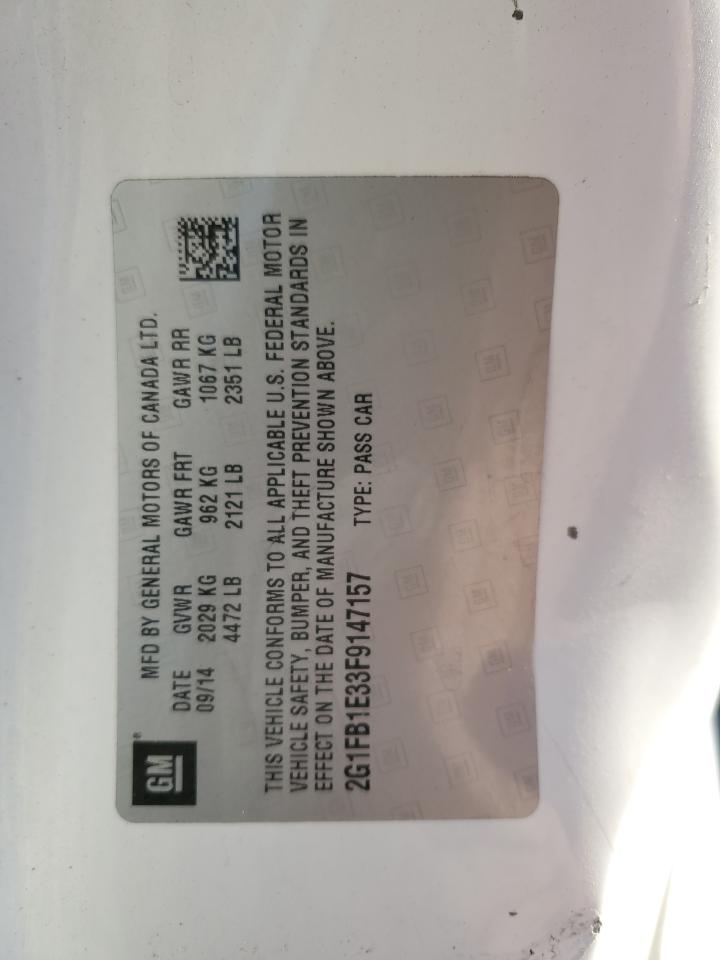 GM®
MFD BY GENERAL MOTORS OF CANADA LTD.
DATE GVWR GAWR FRT GAWR RR
09/14 2029 KG 962 KG 1067 KG
4472 LB 2121 LB 2351 LB
THIS VEHICLE CONFORMS TO ALL APPLICABLE U.S. FEDERAL MOTOR
VEHICLE SAFETY, BUMPER, AND THEFT PREVENTION STANDARDS IN
EFFECT ON THE DATE OF MANUFACTURE SHOWN ABOVE.
2G1FB1E33F9147157 TYPE: PASS CAR